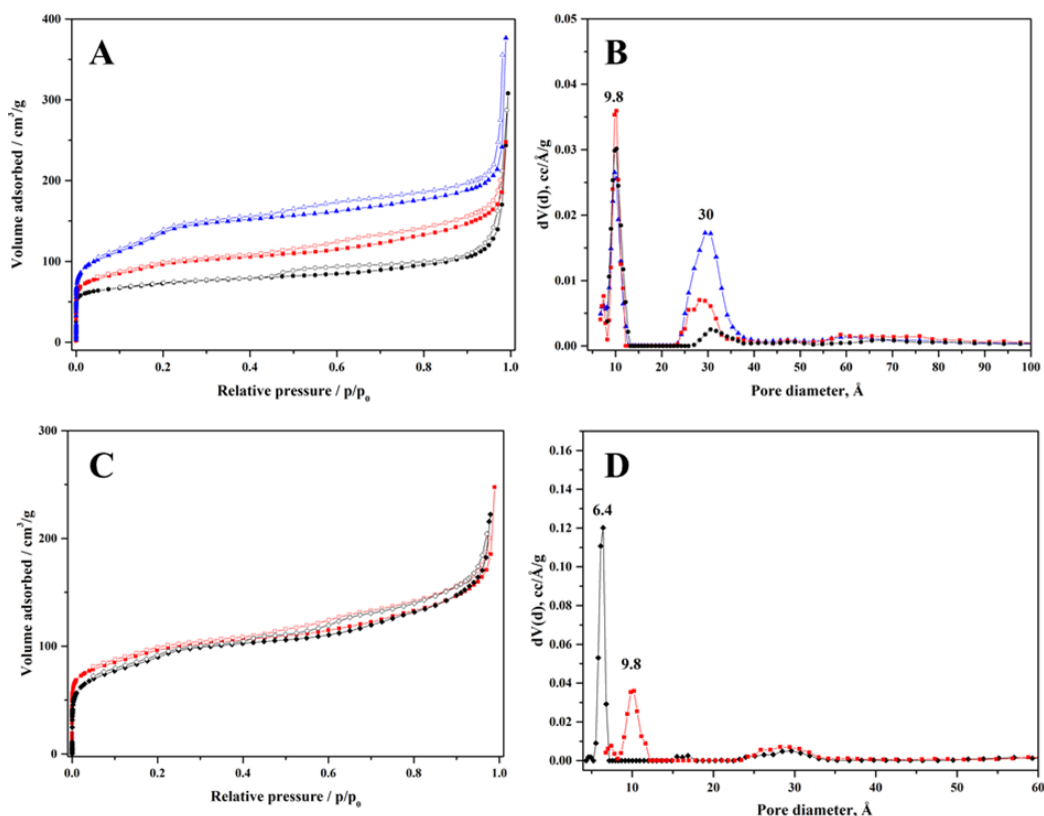 A
Volume adsorbed / cm³/g
400
300
200
100
0
0.0 0.2 0.4 0.6 0.8 1.0
Relative pressure / p/p₀
B
dV(d), cc/Å/g
0.05
0.04
0.03
0.02
0.01
0.00
9.8
30
10 20 30 40 50 60 70 80 90 100
Pore diameter, Å
C
Volume adsorbed / cm³/g
300
200
100
0
0.0 0.2 0.4 0.6 0.8 1.0
Relative pressure / p/p₀
D
dV(d), cc/Å/g
0.16
0.14
0.12
0.10
0.08
0.06
0.04
0.02
0.00
6.4
9.8
10 20 30 40 50 60
Pore diameter, Å